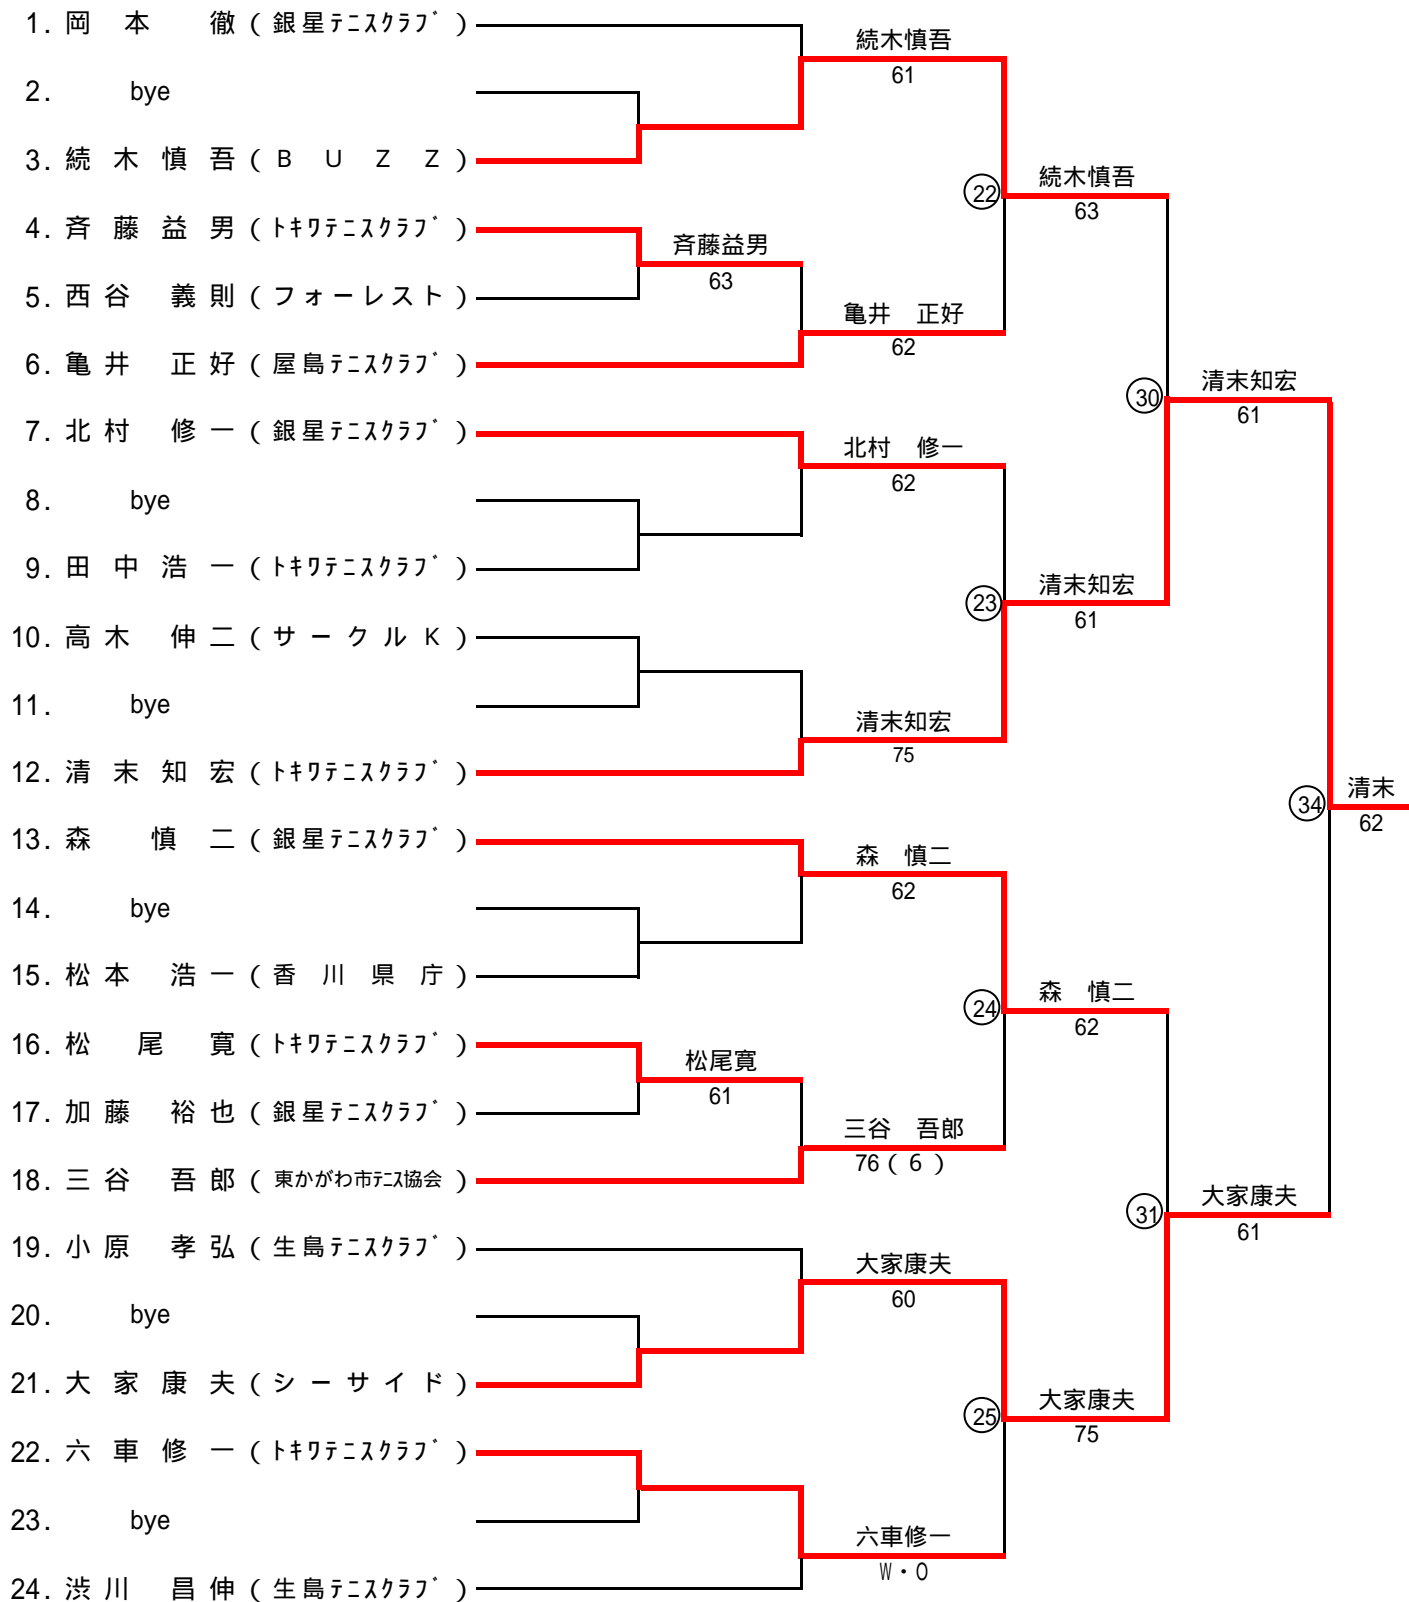 1. 岡本 徹 ( 銀星ﾃﾆｽｸﾗﾌﾞ )
続木慎吾
61
2. bye
3. 続木慎吾 ( BUZZ )
22 続木慎吾
63
4. 斉藤益男 ( ﾄｷﾜﾃﾆｽｸﾗﾌﾞ )
斉藤益男
63
5. 西谷 義則 ( フォーレスト )
亀井 正好
62
6. 亀井 正好 ( 屋島ﾃﾆｽｸﾗﾌﾞ )
30 清末知宏
61
7. 北村 修一 ( 銀星ﾃﾆｽｸﾗﾌﾞ )
北村 修一
62
8. bye
9. 田中浩一 ( ﾄｷﾜﾃﾆｽｸﾗﾌﾞ )
23 清末知宏
61
10. 高木 伸二 ( サークルK )
11. bye
清末知宏
75
12. 清末知宏 ( ﾄｷﾜﾃﾆｽｸﾗﾌﾞ )
34 清末
62
13. 森 慎二 ( 銀星ﾃﾆｽｸﾗﾌﾞ )
森 慎二
62
14. bye
15. 松本 浩一 ( 香川県庁 )
24 森 慎二
62
16. 松尾 寛 ( ﾄｷﾜﾃﾆｽｸﾗﾌﾞ )
松尾寛
61
17. 加藤 裕也 ( 銀星ﾃﾆｽｸﾗﾌﾞ )
三谷 吾郎
76(6)
18. 三谷 吾郎 ( 東かがわ市ﾃﾆｽ協会 )
31 大家康夫
61
19. 小原 孝弘 ( 生島ﾃﾆｽｸﾗﾌﾞ )
大家康夫
60
20. bye
21. 大家康夫 ( シーサイド )
25 大家康夫
75
22. 六車修一 ( ﾄｷﾜﾃﾆｽｸﾗﾌﾞ )
23. bye
六車修一
W・O
24. 渋川 昌伸 ( 生島ﾃﾆｽｸﾗﾌﾞ )